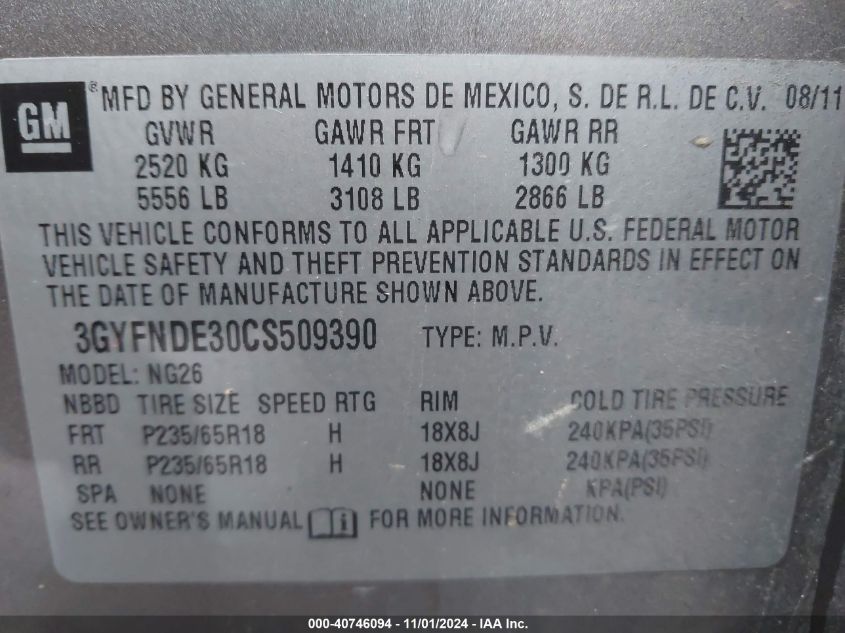 GM
® MFD BY GENERAL MOTORS DE MEXICO, S. DE R.L. DE C.V. 08/11
GVWR GAWR FRT GAWR RR
2520 KG 1410 KG 1300 KG
5556 LB 3108 LB 2866 LB
THIS VEHICLE CONFORMS TO ALL APPLICABLE U.S. FEDERAL MOTOR
VEHICLE SAFETY AND THEFT PREVENTION STANDARDS IN EFFECT ON
THE DATE OF MANUFACTURE SHOWN ABOVE.
3GYFNDE30CS509390 TYPE: M.P.V.
MODEL: NG26
NBBD TIRE SIZE SPEED RTG RIM COLD TIRE PRESSURE
FRT P235/65R18 H 18X8J 240KPA(35PSI)
RR P235/65R18 H 18X8J 240KPA(35PSI)
SPA NONE NONE KPA(PSI)
SEE OWNER'S MANUAL FOR MORE INFORMATION.
000-40746094 - 11/01/2024 - IAA Inc.